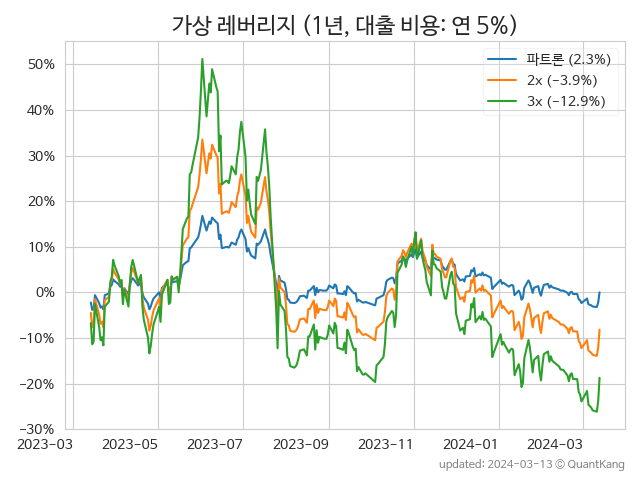 가상 레버리지 (1년, 대출 비용: 연 5%)
파트론 (2.3%)
2x (−3.9%)
3x (−12.9%)
50%
40%
30%
20%
10%
0%
−10%
−20%
−30%
2023-03 2023-05 2023-07 2023-09 2023-11 2024-01 2024-03
updated: 2024-03-13 ⓒ QuantKang